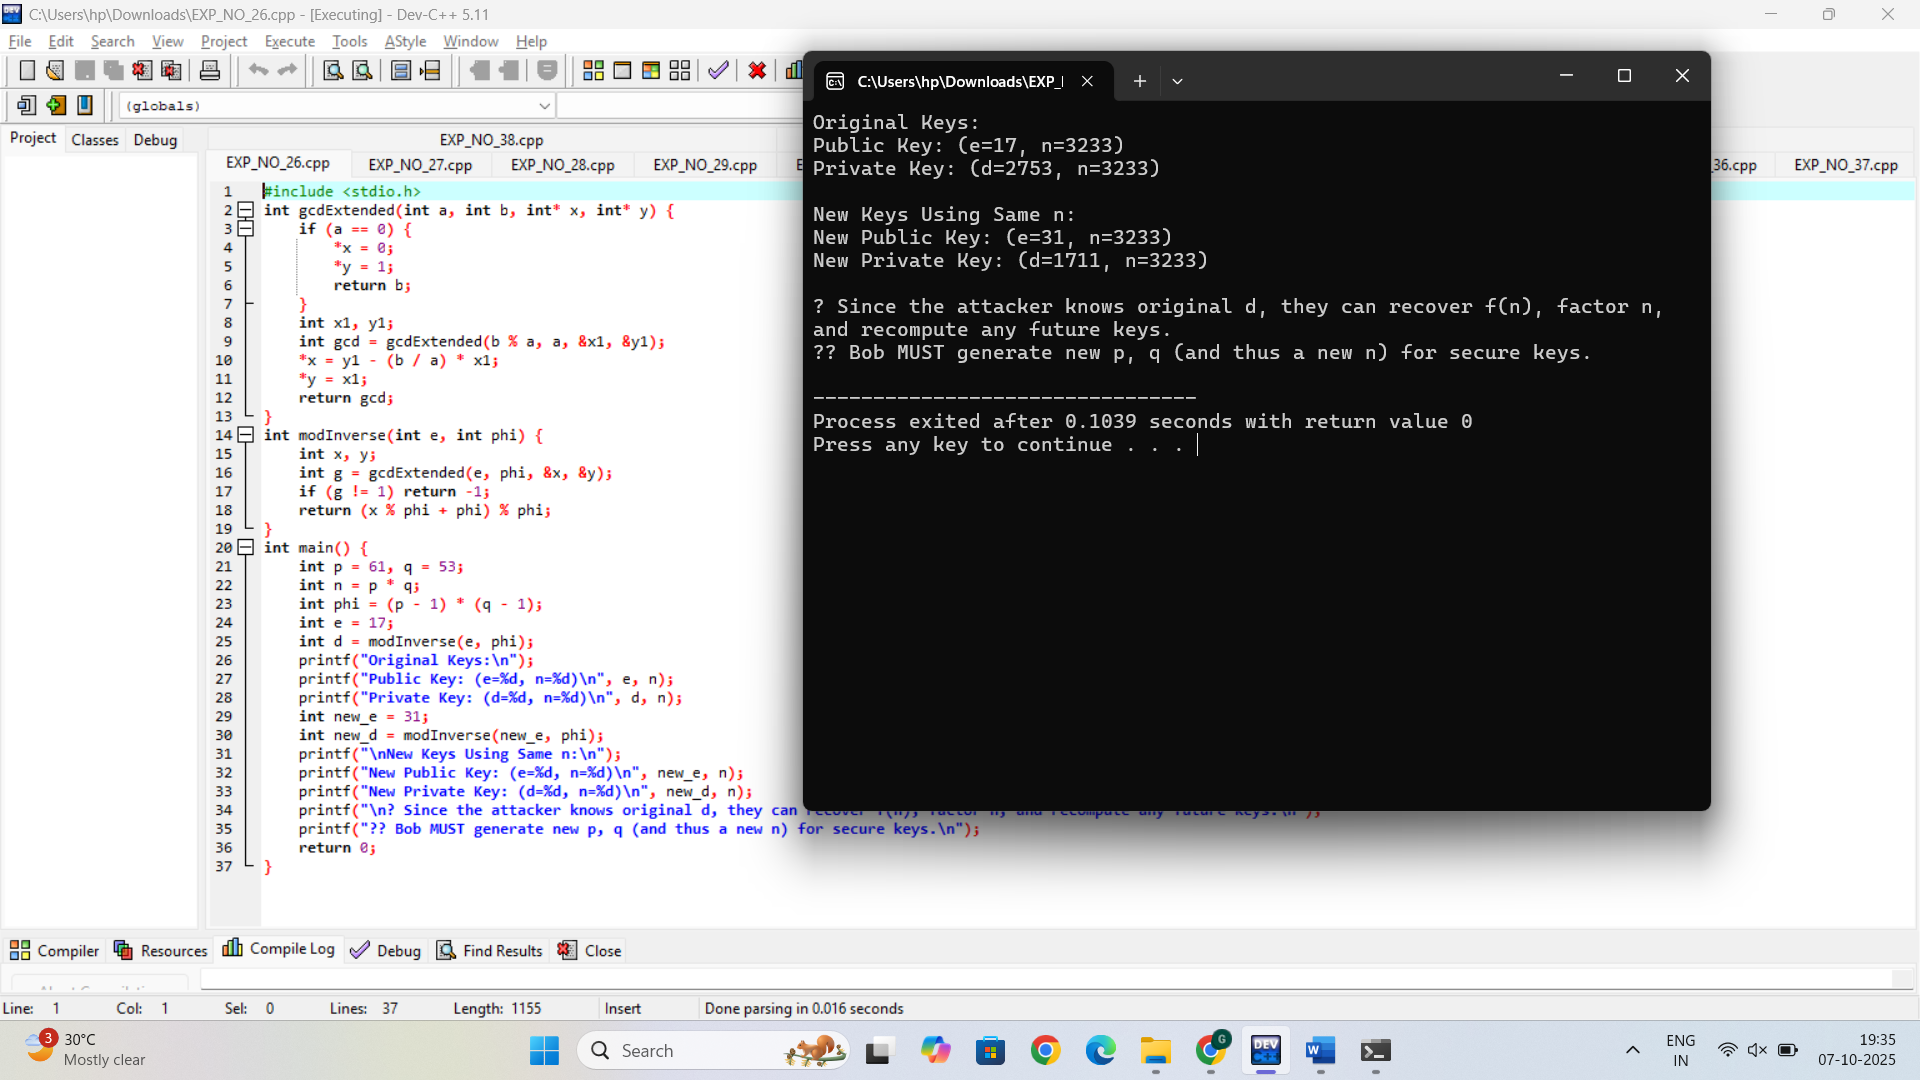 C:\Users\hp\Downloads\EXP_NO_26.cpp - [Executing] - Dev-C++ 5.11
File Edit Search View Project Execute Tools AStyle Window Help
(globals)
Project Classes Debug
EXP_NO_38.cpp
EXP_NO_26.cpp EXP_NO_27.cpp EXP_NO_28.cpp EXP_NO_29.cpp 36.cpp EXP_NO_37.cpp
1 #include <stdio.h>
2 int gcdExtended(int a, int b, int* x, int* y) {
3 if (a == 0) {
4 *x = 0;
5 *y = 1;
6 return b;
7 }
8 int x1, y1;
9 int gcd = gcdExtended(b % a, a, &x1, &y1);
10 *x = y1 - (b / a) * x1;
11 *y = x1;
12 return gcd;
13 }
14 int modInverse(int e, int phi) {
15 int x, y;
16 int g = gcdExtended(e, phi, &x, &y);
17 if (g != 1) return -1;
18 return (x % phi + phi) % phi;
19 }
20 int main() {
21 int p = 61, q = 53;
22 int n = p * q;
23 int phi = (p - 1) * (q - 1);
24 int e = 17;
25 int d = modInverse(e, phi);
26 printf("Original Keys:\n");
27 printf("Public Key: (e=%d, n=%d)\n", e, n);
28 printf("Private Key: (d=%d, n=%d)\n", d, n);
29 int new_e = 31;
30 int new_d = modInverse(new_e, phi);
31 printf("\nNew Keys Using Same n:\n");
32 printf("New Public Key: (e=%d, n=%d)\n", new_e, n);
33 printf("New Private Key: (d=%d, n=%d)\n", new_d, n);
34 printf("\n? Since the attacker knows original d, they can recover f(n), factor n, and recompute any future keys.\n");
35 printf("?? Bob MUST generate new p, q (and thus a new n) for secure keys.\n");
36 return 0;
37 }
C:\Users\hp\Downloads\EXP_
Original Keys:
Public Key: (e=17, n=3233)
Private Key: (d=2753, n=3233)
New Keys Using Same n:
New Public Key: (e=31, n=3233)
New Private Key: (d=1711, n=3233)
? Since the attacker knows original d, they can recover f(n), factor n,
and recompute any future keys.
?? Bob MUST generate new p, q (and thus a new n) for secure keys.
--------------------------------
Process exited after 0.1039 seconds with return value 0
Press any key to continue . . .
Compiler Resources Compile Log Debug Find Results Close
Line: 1 Col: 1 Sel: 0 Lines: 37 Length: 1155 Insert Done parsing in 0.016 seconds
3 30°C
Mostly clear
Search
G
DEV C++
W
ENG
IN
19:35
07-10-2025